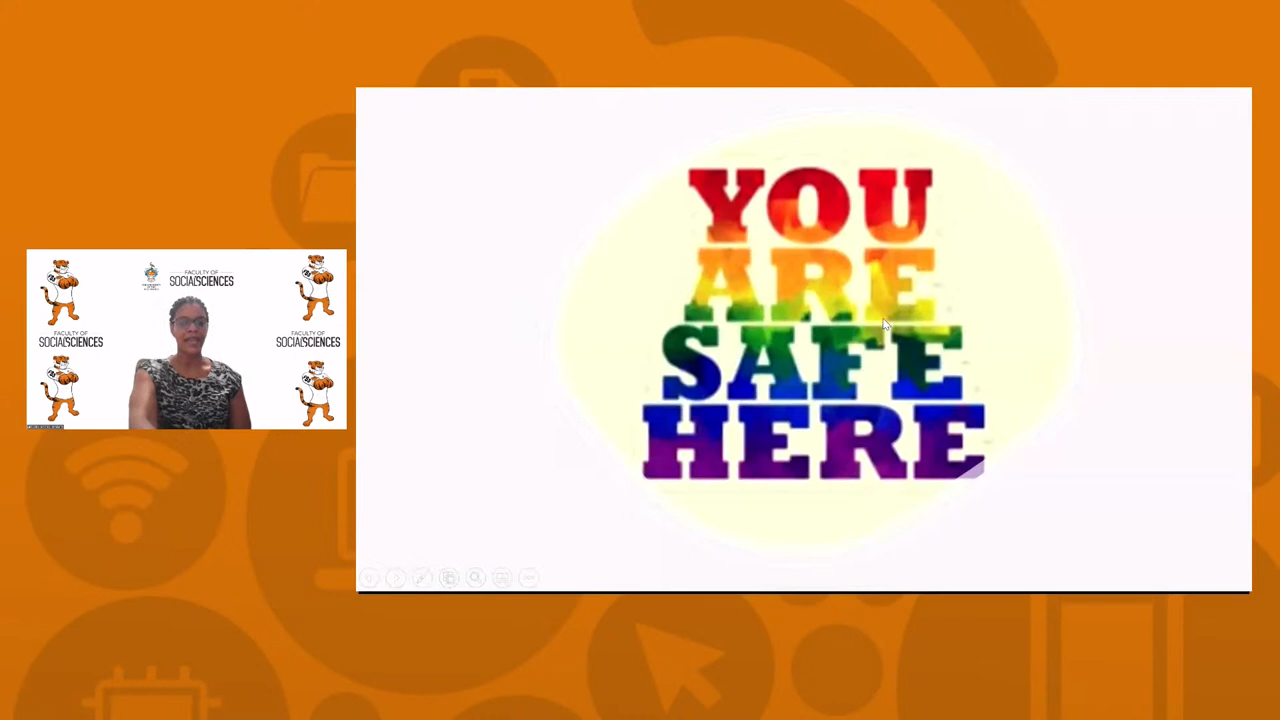 FACULTY OF
SOCIAL SCIENCES
FACULTY OF
SOCIAL SCIENCES
FACULTY OF
SOCIAL SCIENCES
YOU
ARE
SAFE
HERE